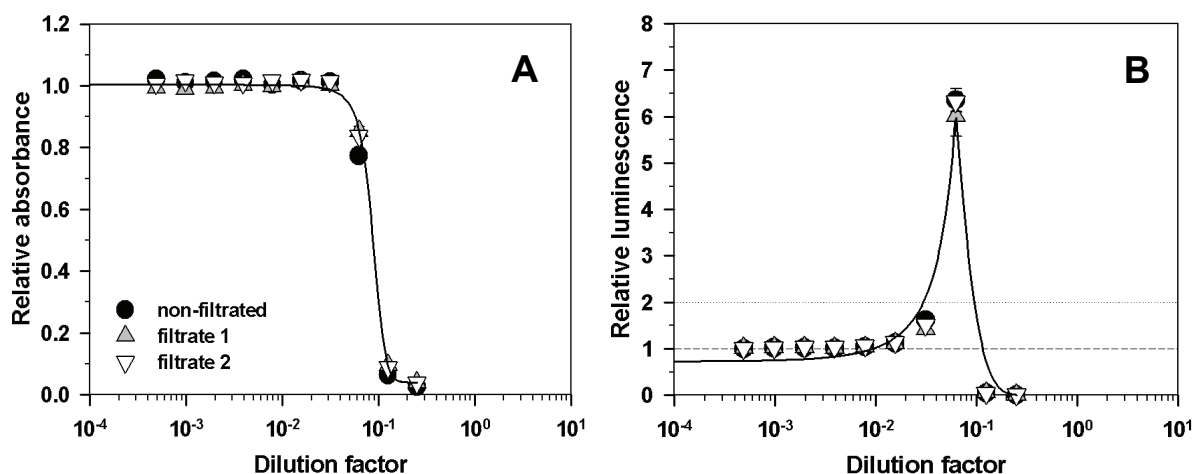 A
Relative absorbance
1.2
1.0
0.8
0.6
0.4
0.2
0.0
non-filtrated
filtrate 1
filtrate 2
10-4 10-3 10-2 10-1 100 101
Dilution factor
B
Relative luminescence
8
7
6
5
4
3
2
1
0
10-4 10-3 10-2 10-1 100 101
Dilution factor